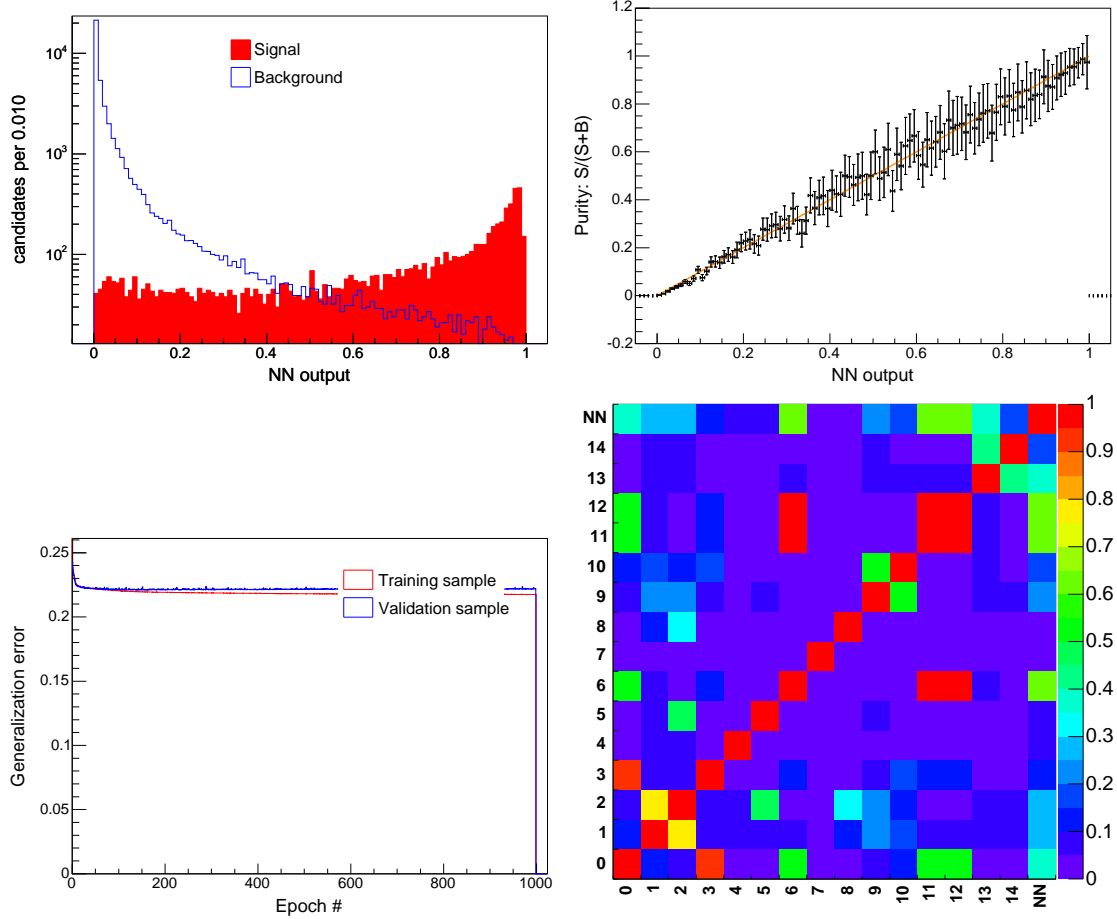 candidates per 0.010
10⁴
10³
10²
Signal
Background
0 0.2 0.4 0.6 0.8 1
NN output
Purity: S/(S+B)
1.2
1
0.8
0.6
0.4
0.2
0
-0.2
0 0.2 0.4 0.6 0.8 1
NN output
Generalization error
0.25
0.2
0.15
0.1
0.05
0
Training sample
Validation sample
0 200 400 600 800 1000
Epoch #
NN
14
13
12
11
10
9
8
7
6
5
4
3
2
1
0
0 1 2 3 4 5 6 7 8 9 10 11 12 13 14 NN
1
0.9
0.8
0.7
0.6
0.5
0.4
0.3
0.2
0.1
0